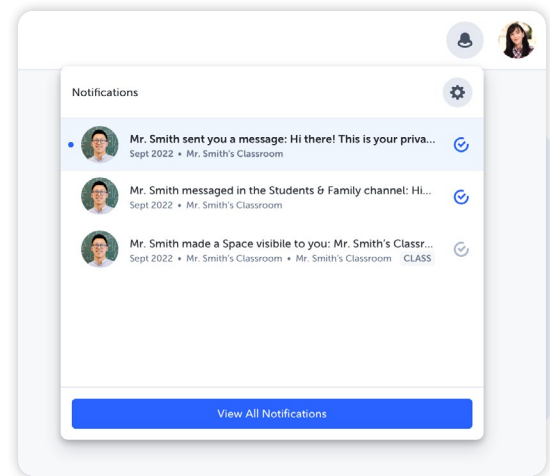 Notifications
Mr. Smith sent you a message: Hi there! This is your priva...
Sept 2022 • Mr. Smith's Classroom
Mr. Smith messaged in the Students & Family channel: Hi...
Sept 2022 • Mr. Smith's Classroom
Mr. Smith made a Space visibile to you: Mr. Smith's Classr...
Sept 2022 • Mr. Smith's Classroom • Mr. Smith's Classroom CLASS
View All Notifications